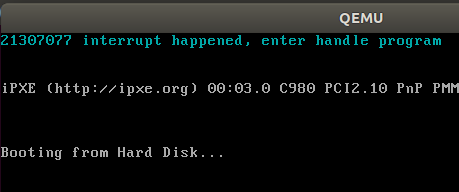 QEMU
21307077 interrupt happened, enter handle program
iPXE (http://ipxe.org) 00:03.0 C980 PCI2.10 PnP PMM
Booting from Hard Disk...